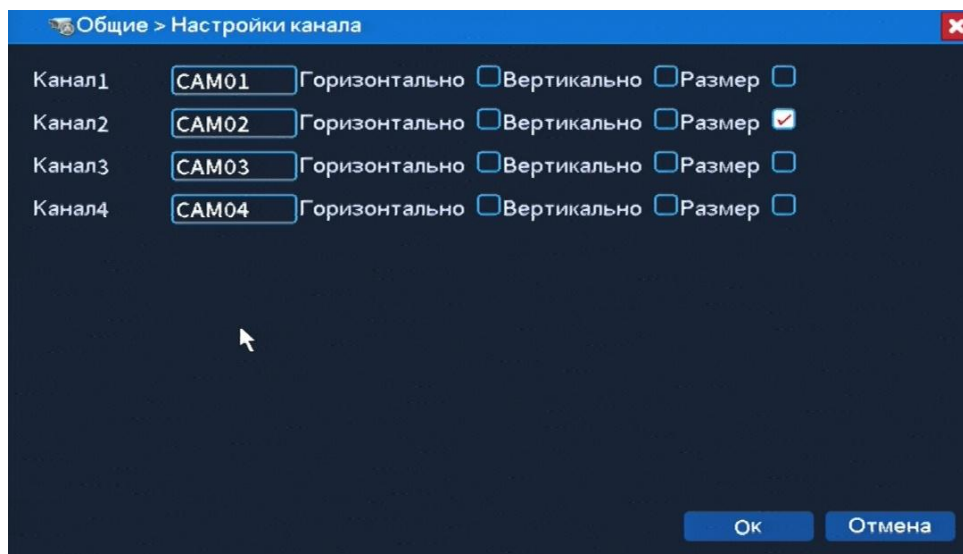 Общие > Настройки канала
Канал1 CAM01 Горизонтально Вертикально Размер
Канал2 CAM02 Горизонтально Вертикально Размер
Канал3 CAM03 Горизонтально Вертикально Размер
Канал4 CAM04 Горизонтально Вертикально Размер
Ок Отмена